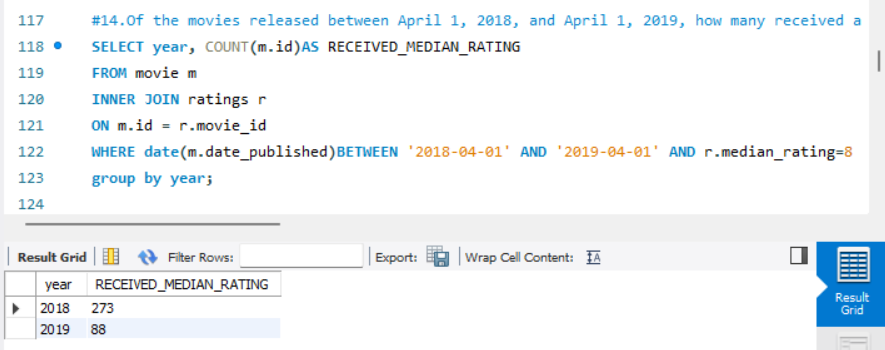 117 #14.Of the movies released between April 1, 2018, and April 1, 2019, how many received a
118 SELECT year, COUNT(m.id)AS RECEIVED_MEDIAN_RATING
119 FROM movie m
120 INNER JOIN ratings r
121 ON m.id = r.movie_id
122 WHERE date(m.date_published)BETWEEN '2018-04-01' AND '2019-04-01' AND r.median_rating=8
123 group by year;
124
Result Grid Filter Rows: Export: Wrap Cell Content: IA
year RECEIVED_MEDIAN_RATING
2018 273
2019 88
Result
Grid